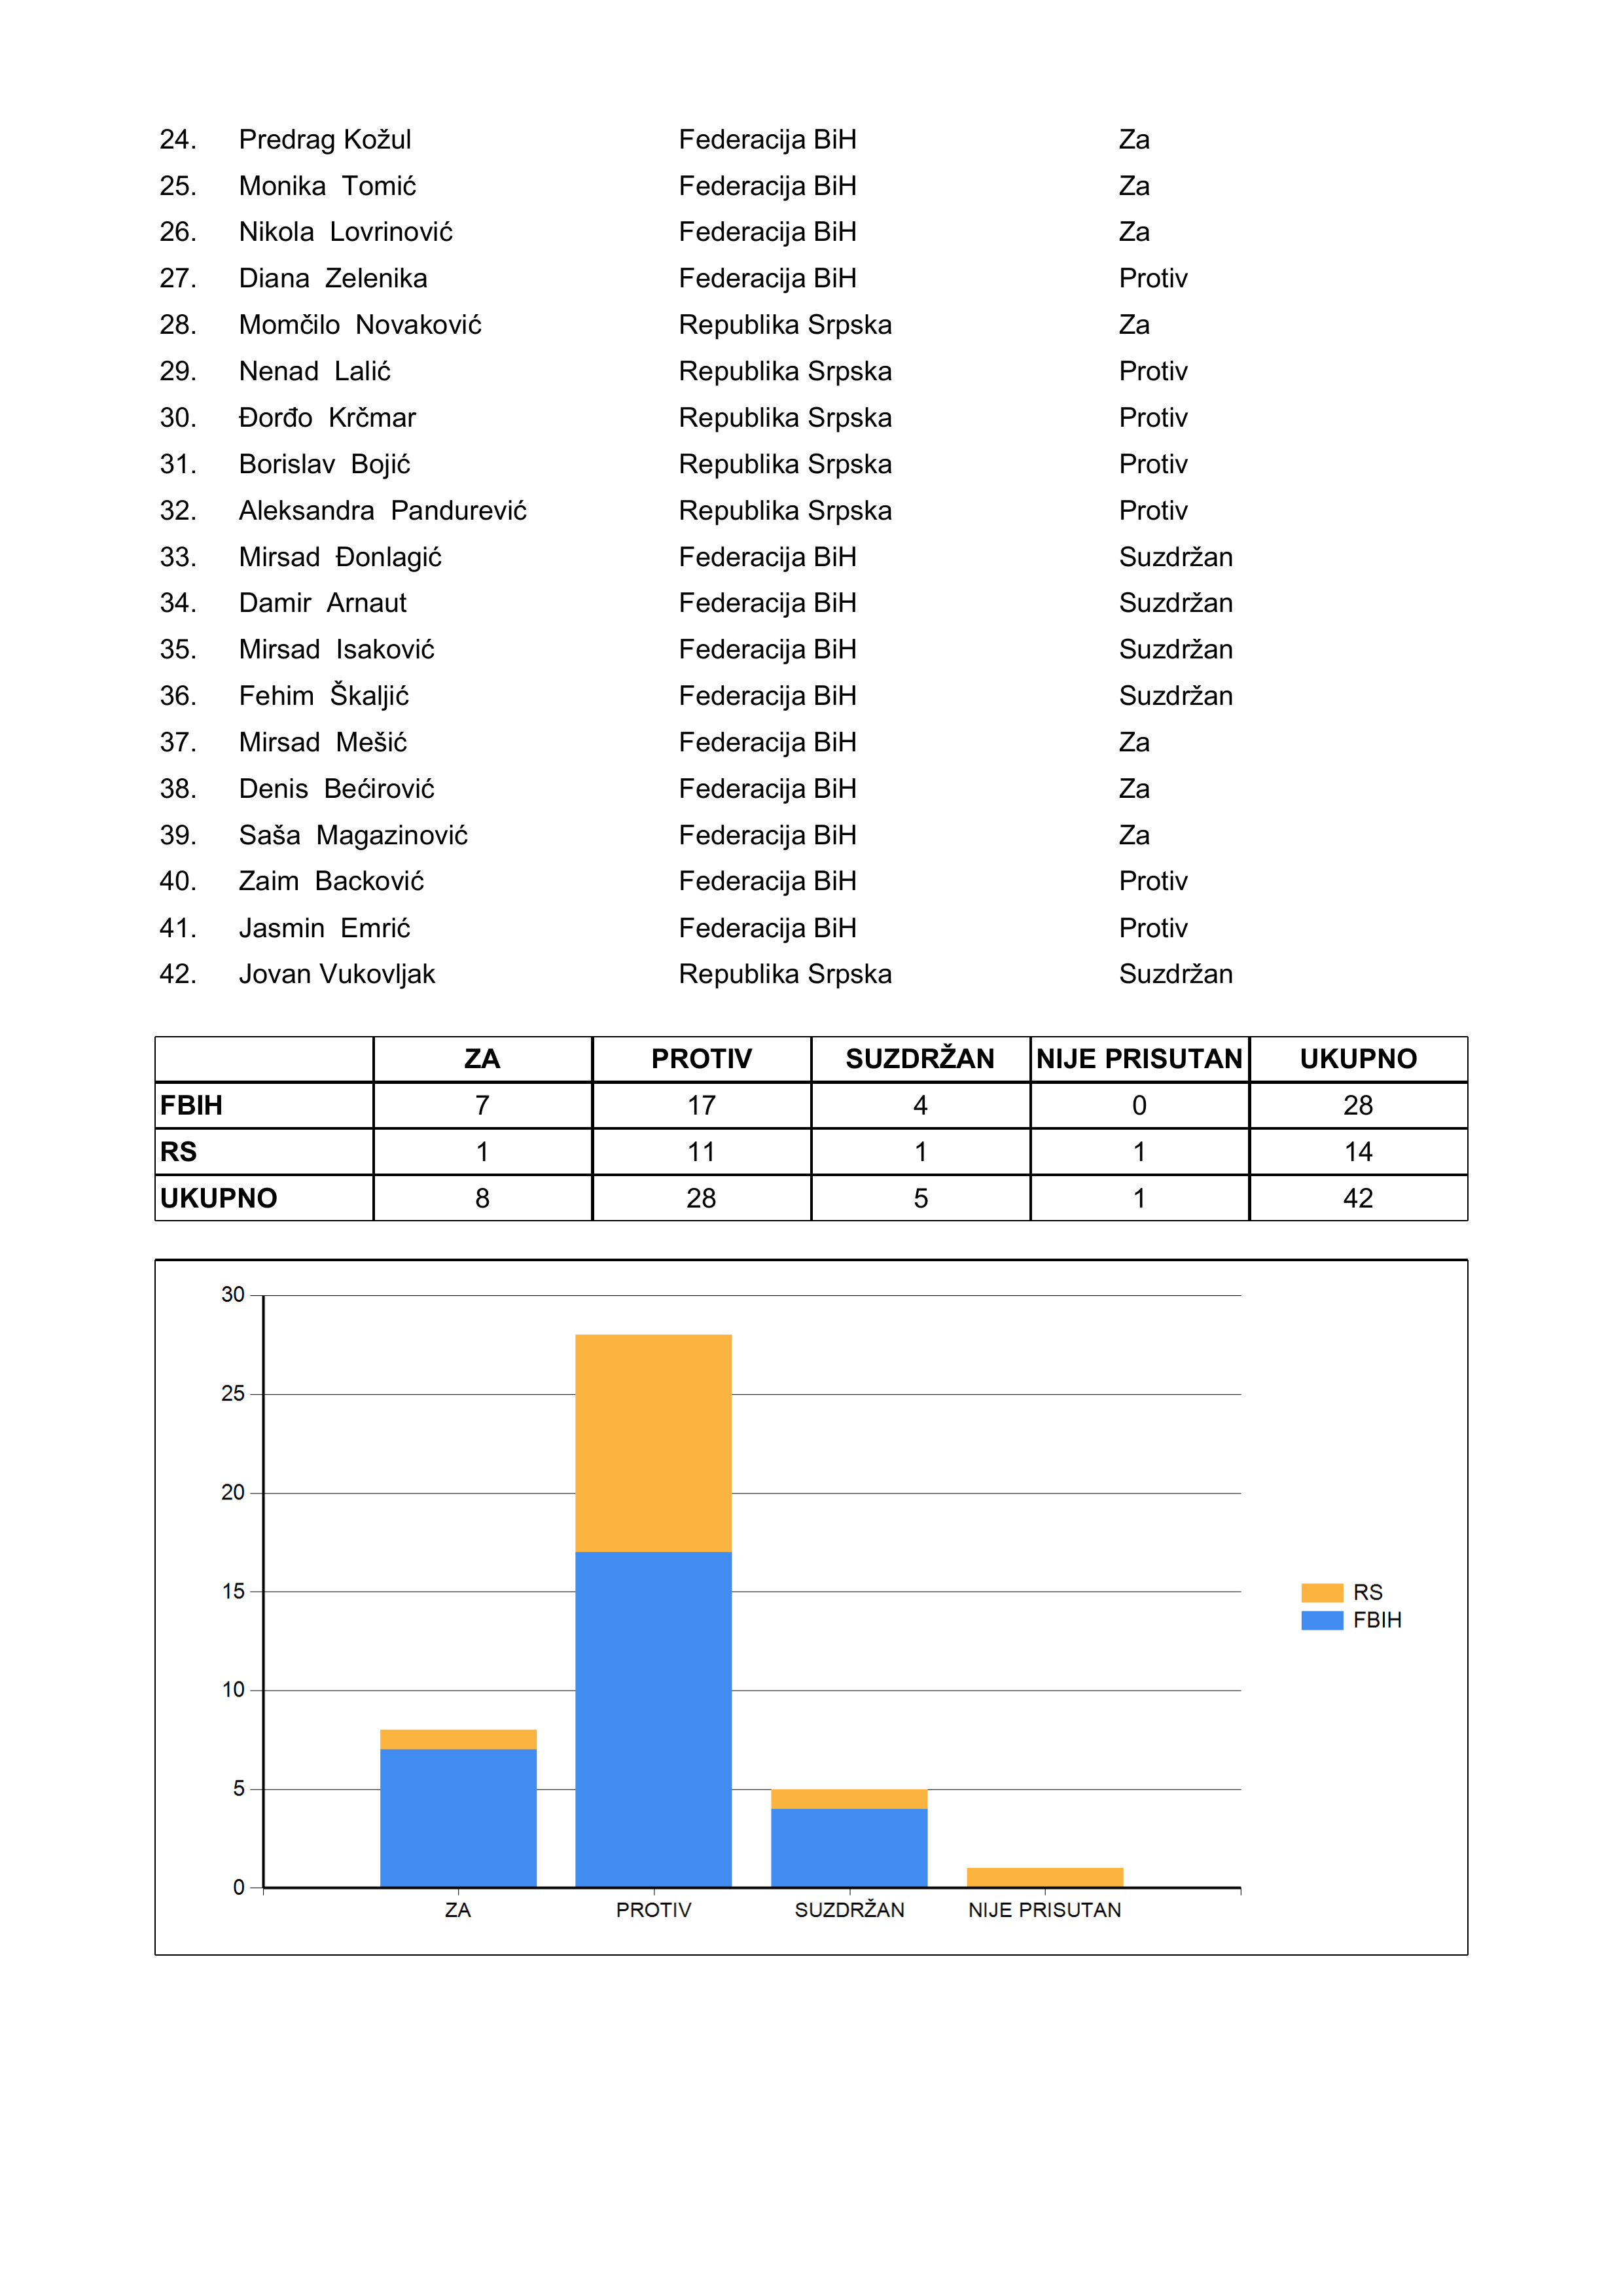 24. Predrag Kožul Federacija BiH Za
25. Monika Tomić Federacija BiH Za
26. Nikola Lovrinović Federacija BiH Za
27. Diana Zelenika Federacija BiH Protiv
28. Momčilo Novaković Republika Srpska Za
29. Nenad Lalić Republika Srpska Protiv
30. Đorđo Krčmar Republika Srpska Protiv
31. Borislav Bojić Republika Srpska Protiv
32. Aleksandra Pandurević Republika Srpska Protiv
33. Mirsad Đonlagić Federacija BiH Suzdržan
34. Damir Arnaut Federacija BiH Suzdržan
35. Mirsad Isaković Federacija BiH Suzdržan
36. Fehim Škaljić Federacija BiH Suzdržan
37. Mirsad Mešić Federacija BiH Za
38. Denis Bećirović Federacija BiH Za
39. Saša Magazinović Federacija BiH Za
40. Zaim Backović Federacija BiH Protiv
41. Jasmin Emrić Federacija BiH Protiv
42. Jovan Vukovljak Republika Srpska Suzdržan
ZA PROTIV SUZDRŽAN NIJE PRISUTAN UKUPNO
FBIH 7 17 4 0 28
RS 1 11 1 1 14
UKUPNO 8 28 5 1 42
30
25
20
15
10
5
0
ZA PROTIV SUZDRŽAN NIJE PRISUTAN
RS
FBIH